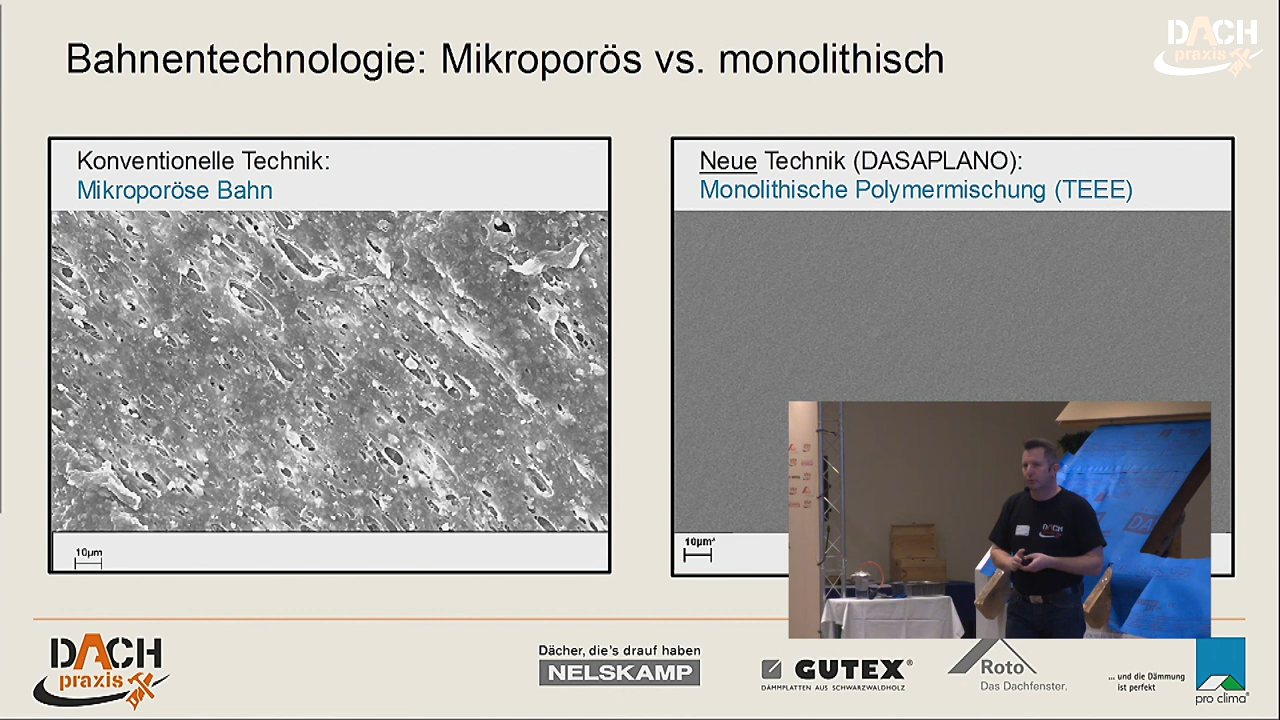 Bahnentechnologie: Mikroporös vs. monolithisch
DACH
praxis
Konventionelle Technik:
Mikroporöse Bahn
10µm
Neue Technik (DASAPLANO):
Monolithische Polymermischung (TEEE)
10µm*
DACH
DACH
praxis
Dächer, die's drauf haben
NELSKAMP
GUTEX®
DÄMMPLATTEN AUS SCHWARZWALDHOLZ
Roto
Das Dachfenster.
... und die Dämmung
ist perfekt
pro clima®